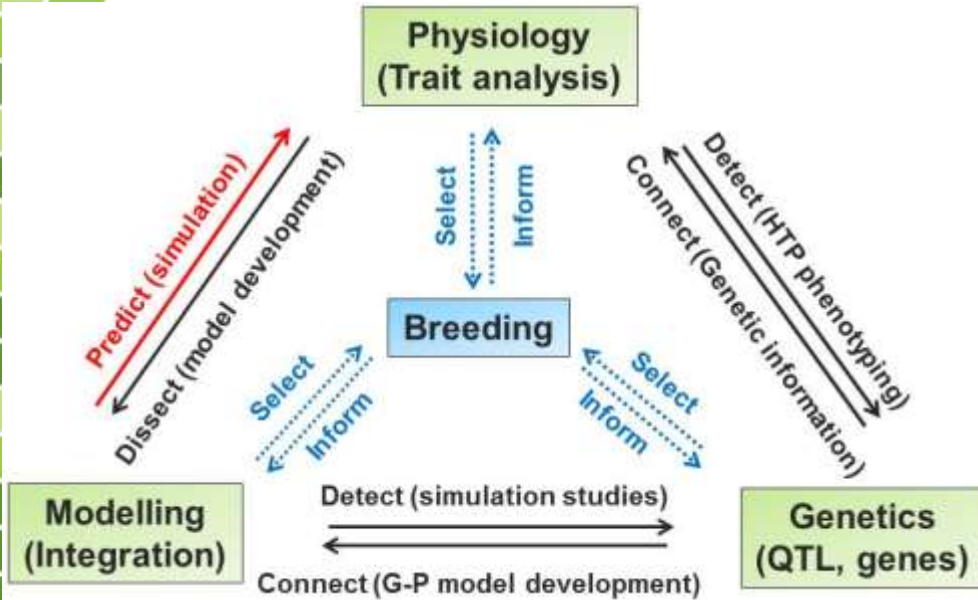 Physiology
(Trait analysis)
Predict (simulation)
Dissect (model development)
Select
Inform
Detect (HTP phenotyping)
Connect (Genetic information)
Breeding
Select
Inform
Select
Inform
Modelling
(Integration)
Detect (simulation studies)
Connect (G-P model development)
Genetics
(QTL, genes)